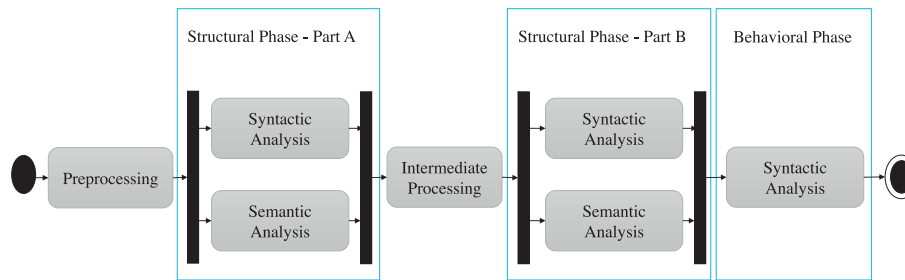 Structural Phase - Part A
Structural Phase - Part B
Behavioral Phase
Preprocessing
Syntactic
Analysis
Semantic
Analysis
Intermediate
Processing
Syntactic
Analysis
Semantic
Analysis
Syntactic
Analysis